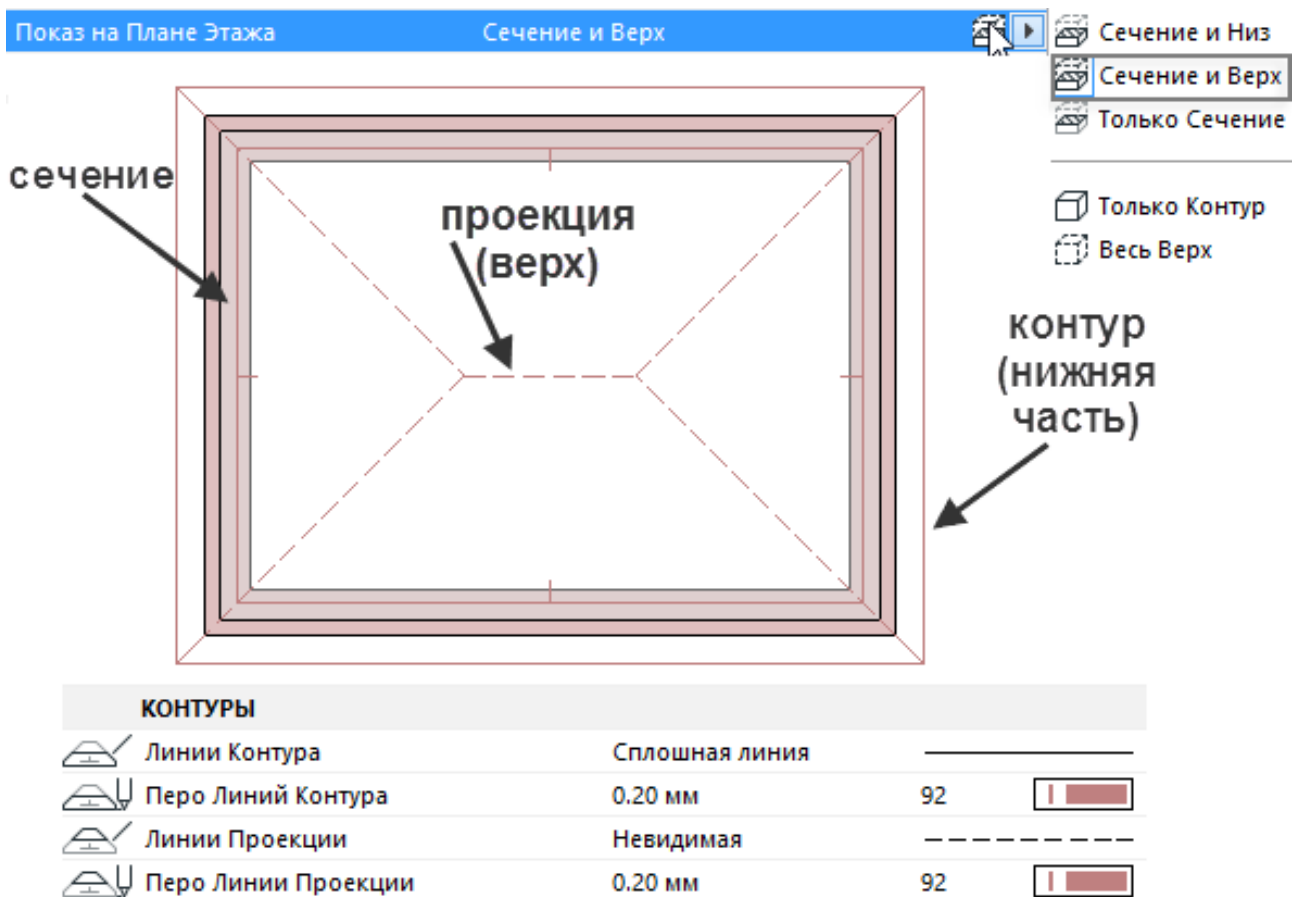 Показ на Плане Этажа Сечение и Верх
Сечение и Низ
Сечение и Верх
Только Сечение
Только Контур
Весь Верх
сечение
проекция
(верх)
контур
(нижняя
часть)
КОНТУРЫ
Линии Контура Сплошная линия
Перо Линий Контура 0.20 мм 92
Линии Проекции Невидимая
Перо Линии Проекции 0.20 мм 92